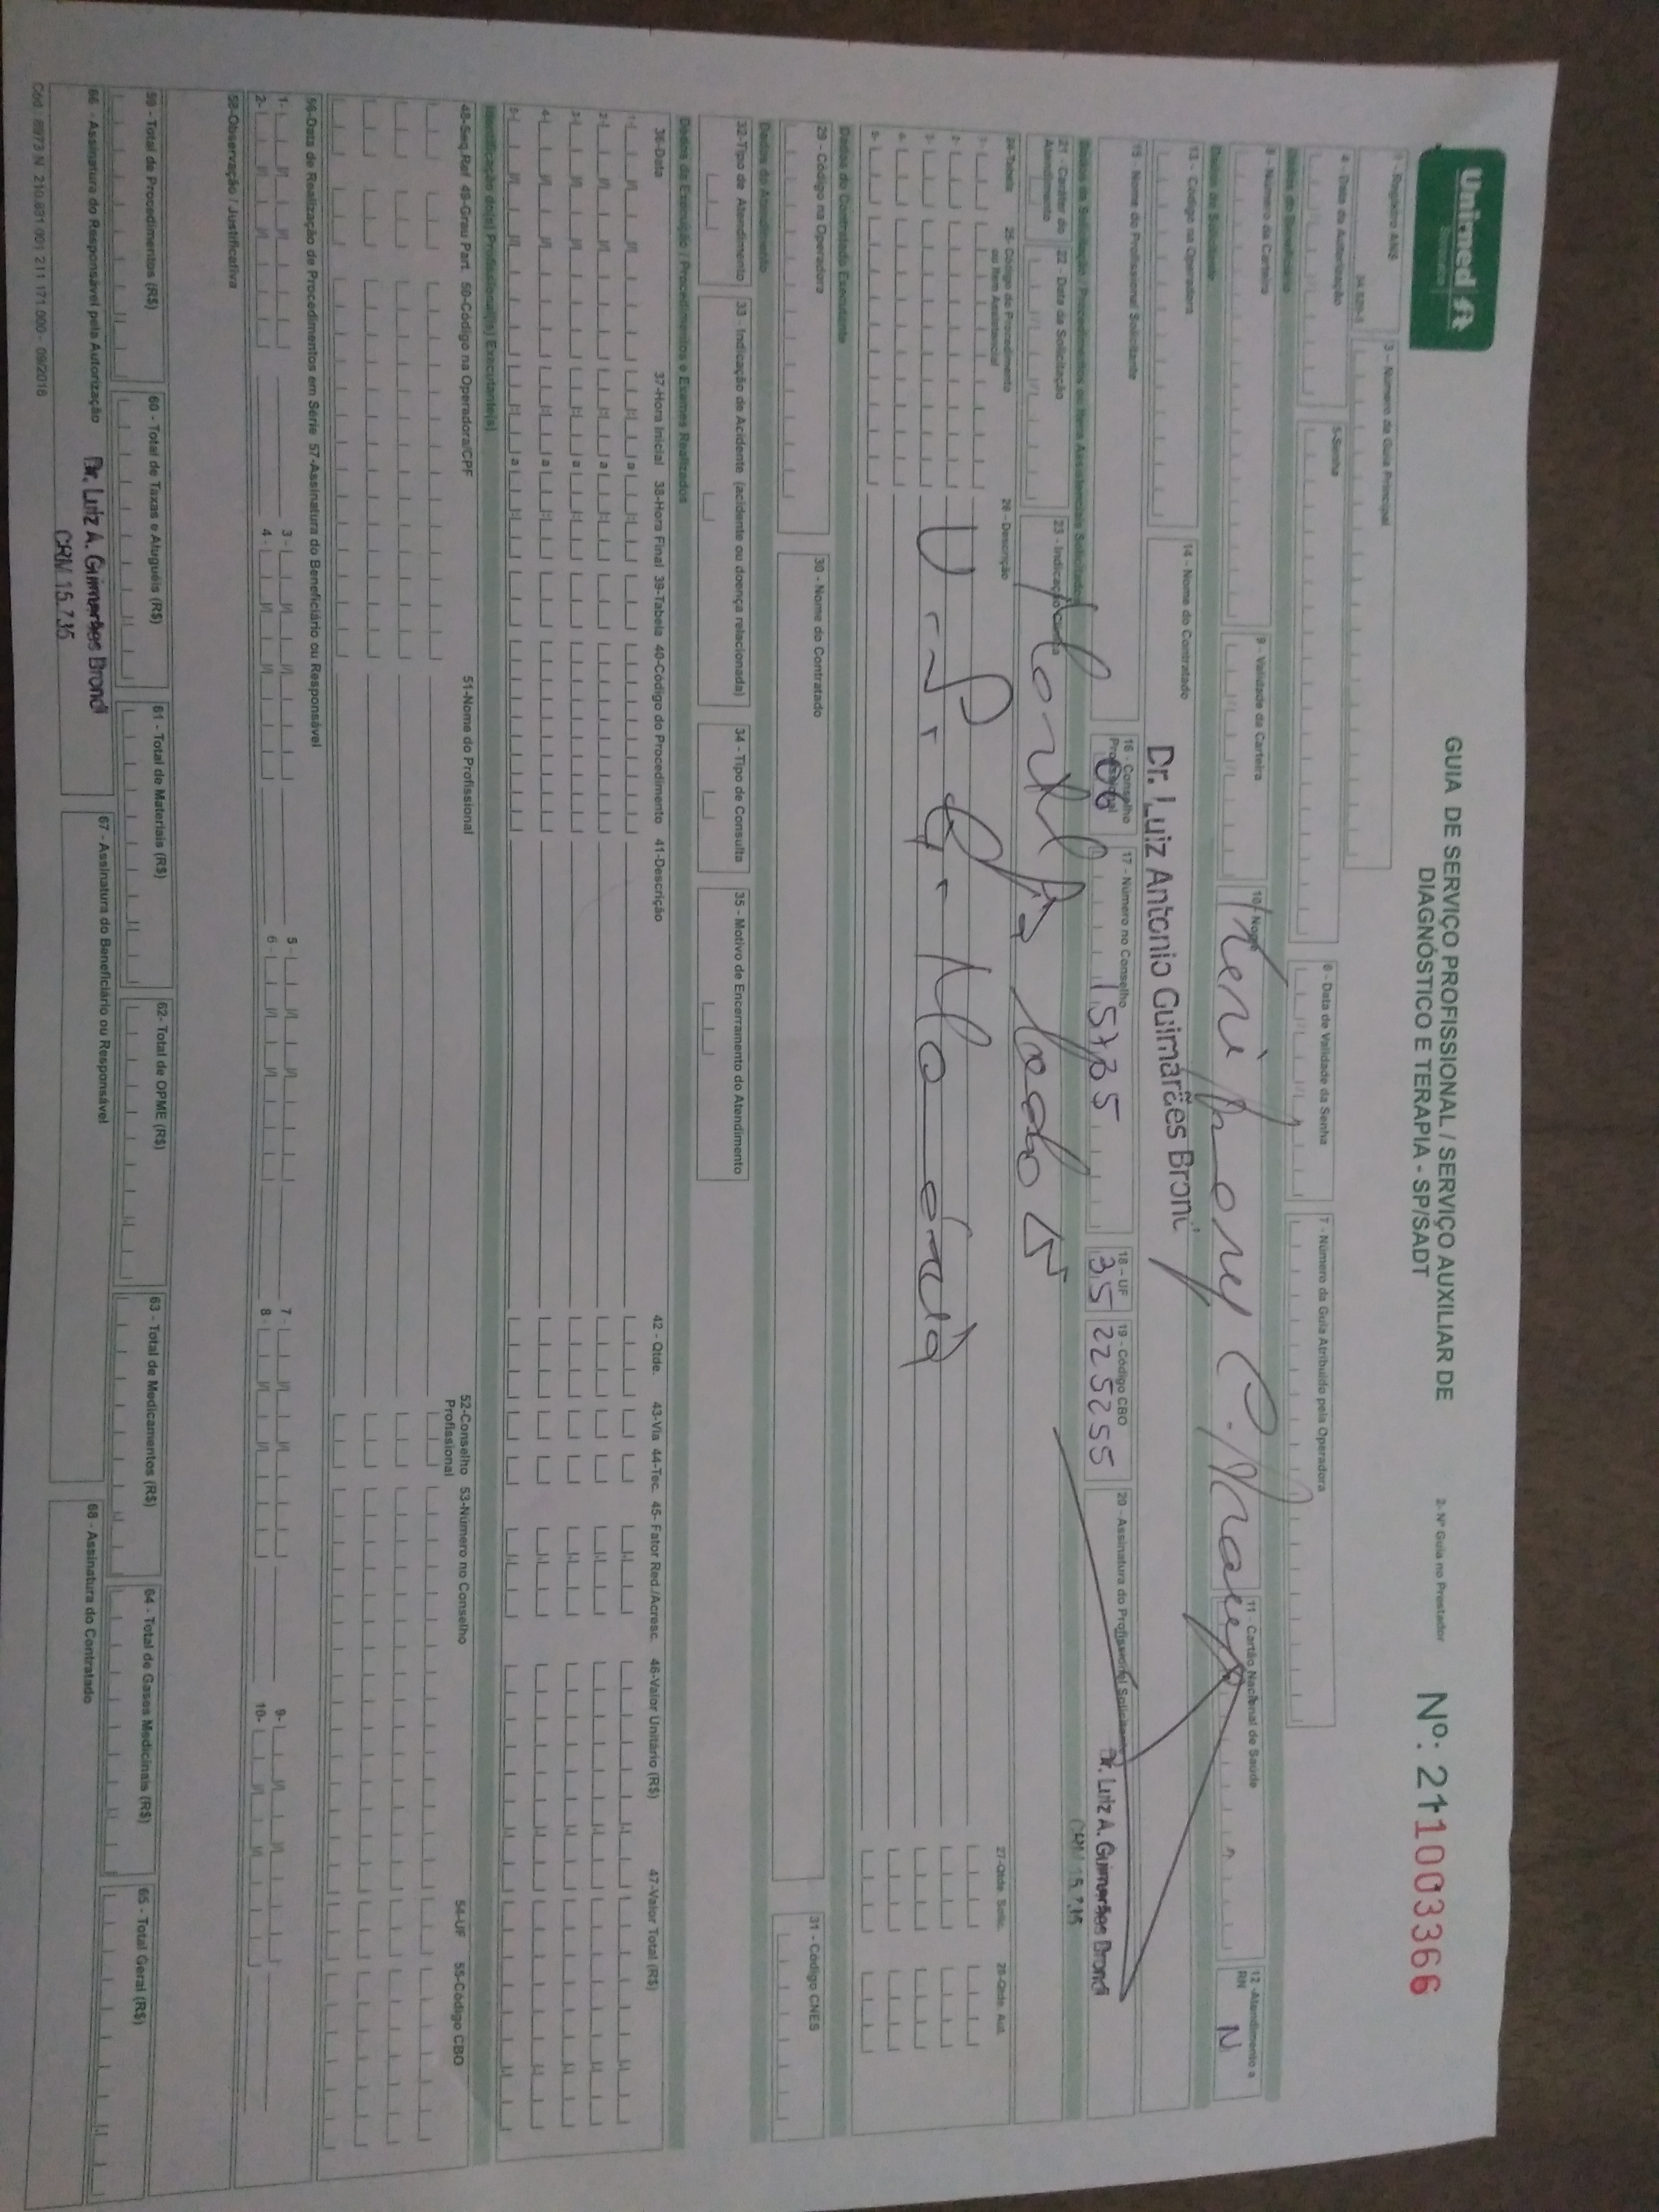 Unimed
Sorocaba
GUIA DE SERVIÇO PROFISSIONAL / SERVIÇO AUXILIAR DE
DIAGNÓSTICO E TERAPIA - SP/SADT
2- Nº Guia no Prestador
Nº: 211003366
1 - Registro ANS
3 - Número da Guia Principal
4 - Data da Autorização
5-Senha
6 - Data de Validade da Senha
7 - Número da Guia Atribuído pela Operadora
Dados do Beneficiário
8 - Número da Carteira
9 - Validade da Carteira
10 - Nome
11 - Cartão Nacional de Saúde
12 - Atendimento a RN
N
Dados do Solicitante
13 - Código na Operadora
14 - Nome do Contratado
Dr. Luiz Antonio Guimarães Brondi
15 - Nome do Profissional Solicitante
16 - Conselho Profissional
06
17 - Número no Conselho
15735
18 - UF
35
19 - Código CBO
225255
20 - Assinatura do Profissional Solicitante
Dr. Luiz A. Guimarães Brondi
CRM 15.735
Dados da Solicitação / Procedimentos ou Itens Assistenciais Solicitados
21 - Caráter do Atendimento
22 - Data da Solicitação
23 - Indicação Clínica
24-Tabela
25- Código do Procedimento ou Item Assistencial
26 - Descrição
27-Qtde. Solic.
28-Qtde. Aut.
1-
2-
3-
4-
5-
Dados do Contratado Executante
29 - Código na Operadora
30 - Nome do Contratado
31 - Código CNES
Dados do Atendimento
32-Tipo de Atendimento
33 - Indicação de Acidente (acidente ou doença relacionada)
34 - Tipo de Consulta
35 - Motivo de Encerramento do Atendimento
Dados da Execução / Procedimentos e Exames Realizados
36-Data
37-Hora Inicial
38-Hora Final
39-Tabela
40-Código do Procedimento
41-Descrição
42 - Qtde.
43-Via
44-Tec.
45- Fator Red./Acresc.
46-Valor Unitário (R$)
47-Valor Total (R$)
1-
a
2-
a
3-
a
4-
a
5-
a
Identificação do(s) Profissional(is) Executante(s)
48-Seq.Ref
49-Grau Part.
50-Código na Operadora/CPF
51-Nome do Profissional
52-Conselho Profissional
53-Número no Conselho
54-UF
55-Código CBO
56-Data de Realização de Procedimentos em Série
57-Assinatura do Beneficiário ou Responsável
1-
3-
5-
7-
9-
2-
4-
6-
8-
10-
58-Observação / Justificativa
59 - Total de Procedimentos (R$)
60 - Total de Taxas e Aluguéis (R$)
61 - Total de Materiais (R$)
62- Total de OPME (R$)
63 - Total de Medicamentos (R$)
64 - Total de Gases Medicinais (R$)
65 - Total Geral (R$)
66 - Assinatura do Responsável pela Autorização
Dr. Luiz A. Guimarães Brondi
CRM 15.735
67 - Assinatura do Beneficiário ou Responsável
68 - Assinatura do Contratado
Cód. 8973 N 210.931.001 211.171.000 - 08/2018